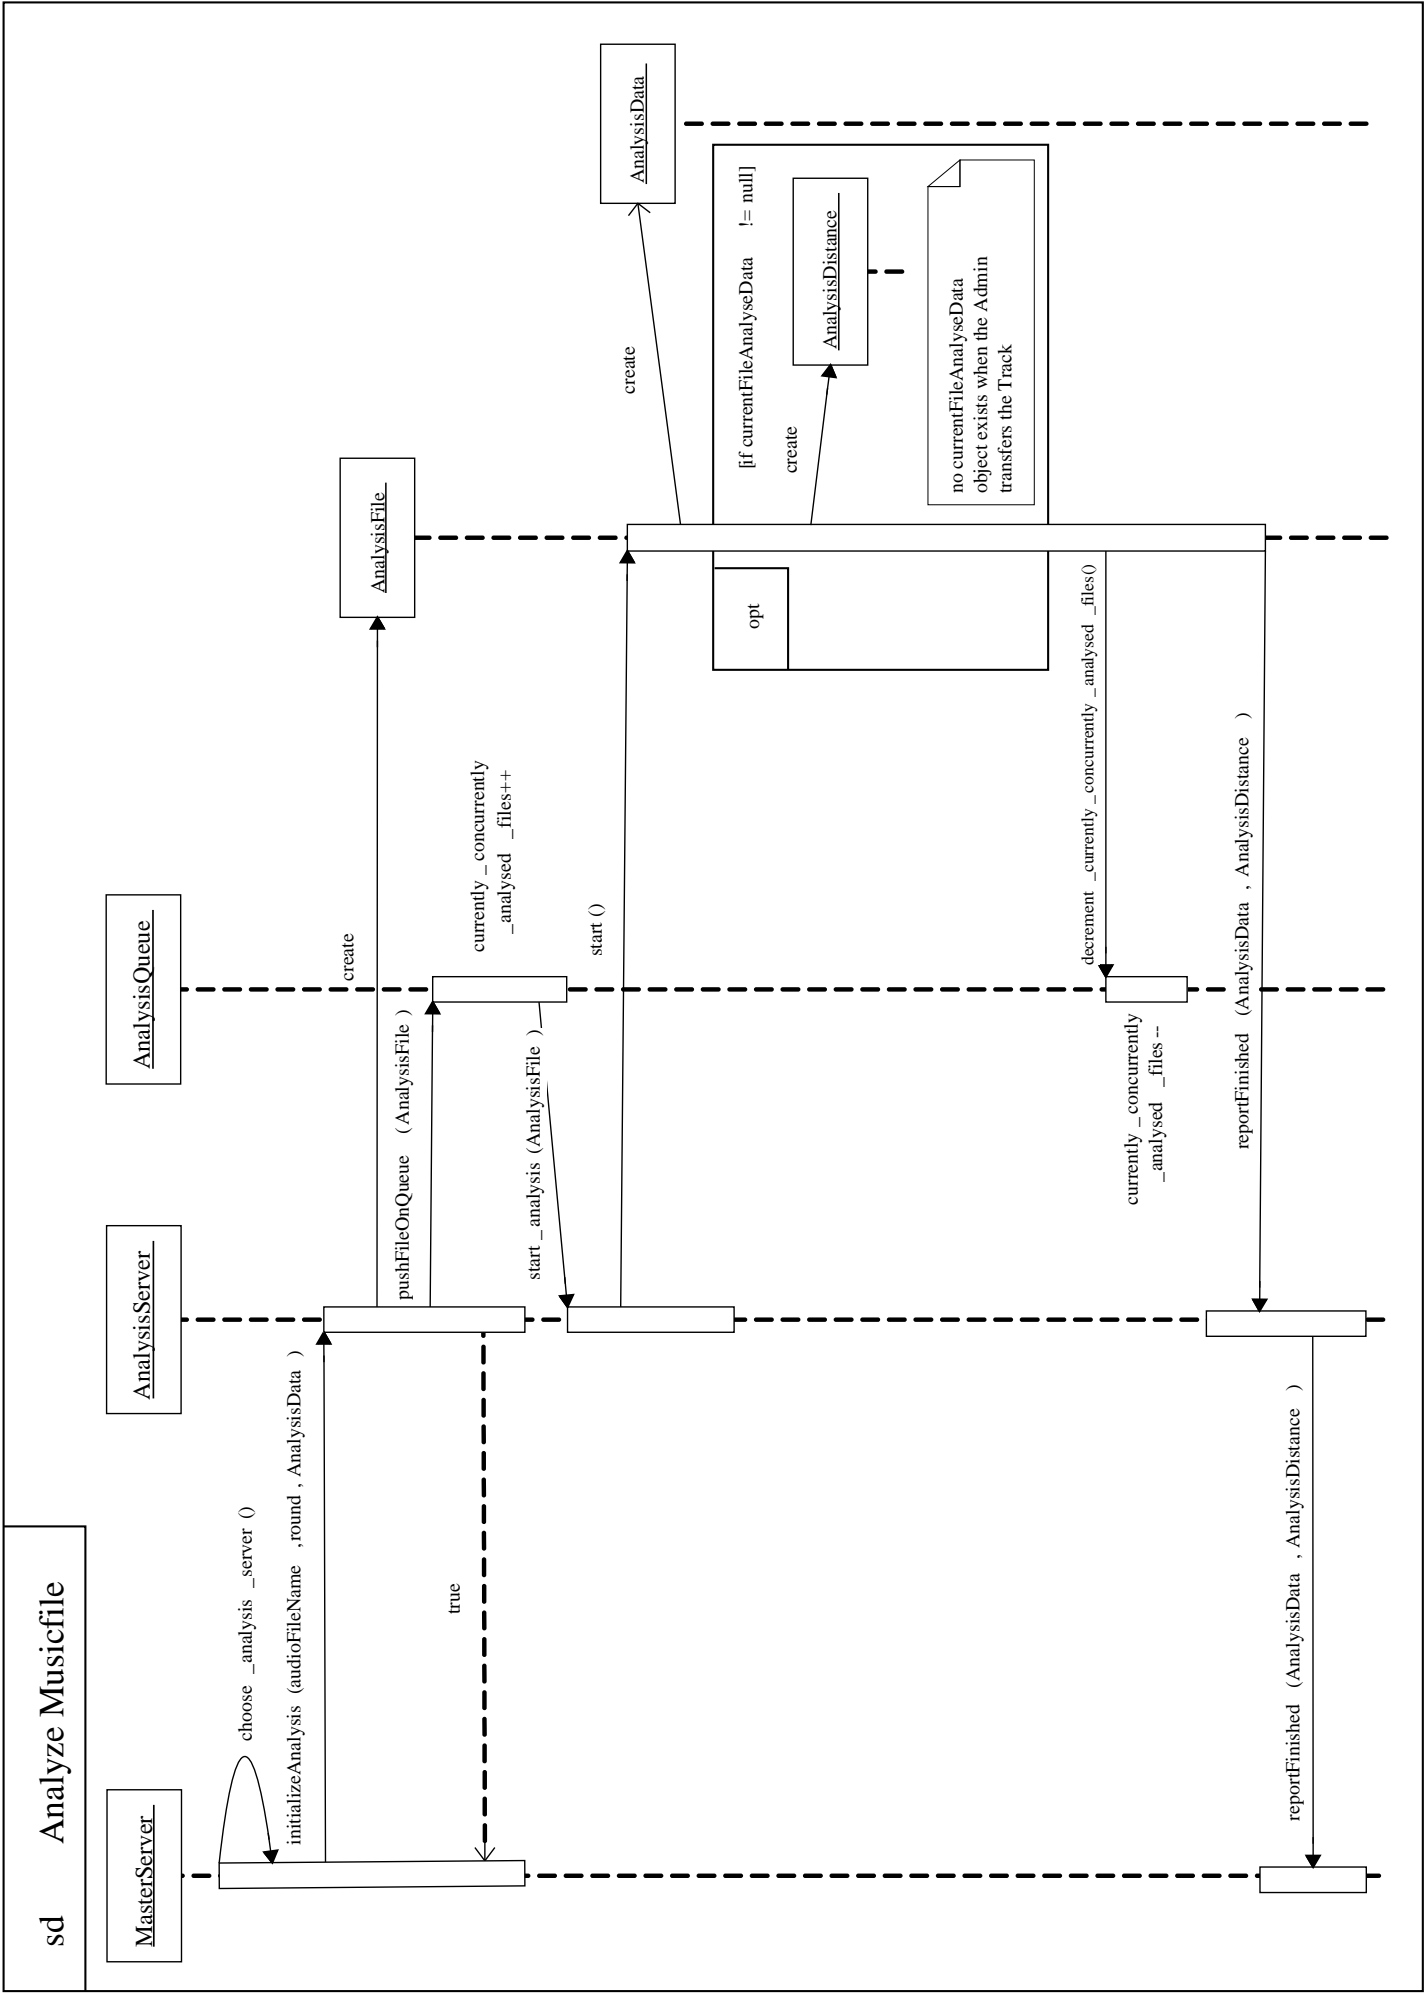 sd Analyze Musicfile
MasterServer
AnalysisServer
AnalysisQueue
AnalysisFile
AnalysisData
choose _analysis _server ()
initializeAnalysis (audioFileName ,round , AnalysisData )
create
pushFileOnQueue (AnalysisFile )
true
currently _concurrently
_analysed _files++
start _analysis (AnalysisFile )
start ()
create
opt
[if currentFileAnalyseData != null]
create
AnalysisDistance
no currentFileAnalyseData
object exists when the Admin
transfers the Track
decrement _currently _concurrently _analysed _files()
currently _concurrently
_analysed _files --
reportFinished (AnalysisData , AnalysisDistance )
reportFinished (AnalysisData , AnalysisDistance )